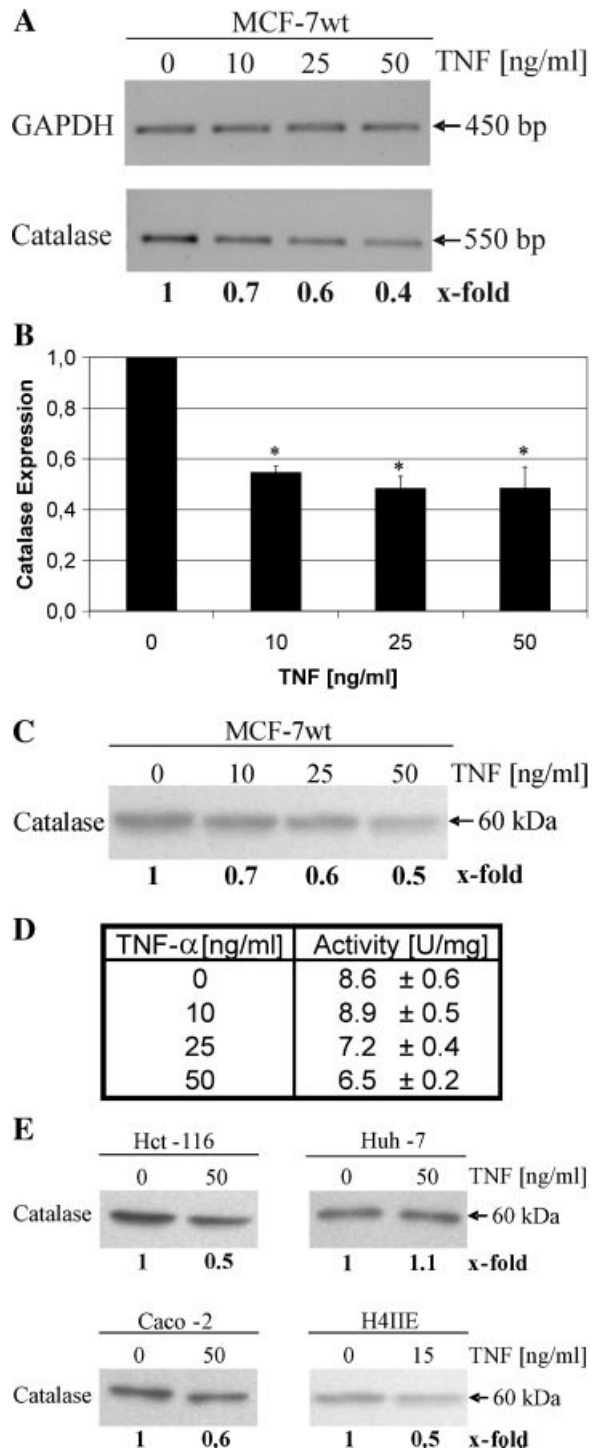 A
MCF-7wt
0 10 25 50 TNF [ng/ml]
GAPDH ←450 bp
Catalase ←550 bp
1 0.7 0.6 0.4 x-fold
B
1,0
0,8
0,6
0,4
0,2
0,0
Catalase Expression
* * *
0 10 25 50
TNF [ng/ml]
C
MCF-7wt
0 10 25 50 TNF [ng/ml]
Catalase ←60 kDa
1 0.7 0.6 0.5 x-fold
D
TNF-α[ng/ml] Activity [U/mg]
0 8.6 ± 0.6
10 8.9 ± 0.5
25 7.2 ± 0.4
50 6.5 ± 0.2
E
Hct -116 Huh -7
0 50 0 50 TNF [ng/ml]
Catalase ←60 kDa
1 0.5 1 1.1 x-fold
Caco -2 H4IIE
0 50 0 15 TNF [ng/ml]
Catalase ←60 kDa
1 0,6 1 0.5 x-fold